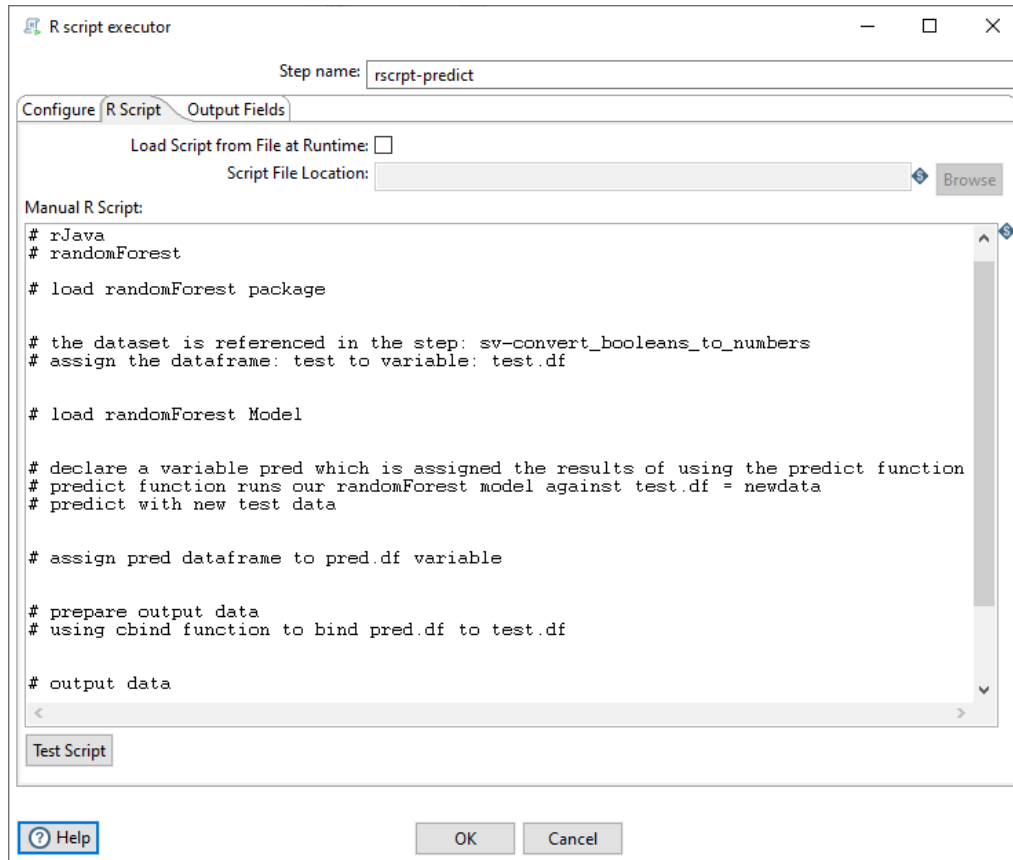 R script executor
Step name: rscrpt-predict
Configure R Script Output Fields
Load Script from File at Runtime:
Script File Location:
Browse
Manual R Script:
# rJava
# randomForest
# load randomForest package
# the dataset is referenced in the step: sv-convert_booleans_to_numbers
# assign the dataframe: test to variable: test.df
# load randomForest Model
# declare a variable pred which is assigned the results of using the predict function
# predict function runs our randomForest model against test.df = newdata
# predict with new test data
# assign pred dataframe to pred.df variable
# prepare output data
# using cbind function to bind pred.df to test.df
# output data
Test Script
Help
OK
Cancel